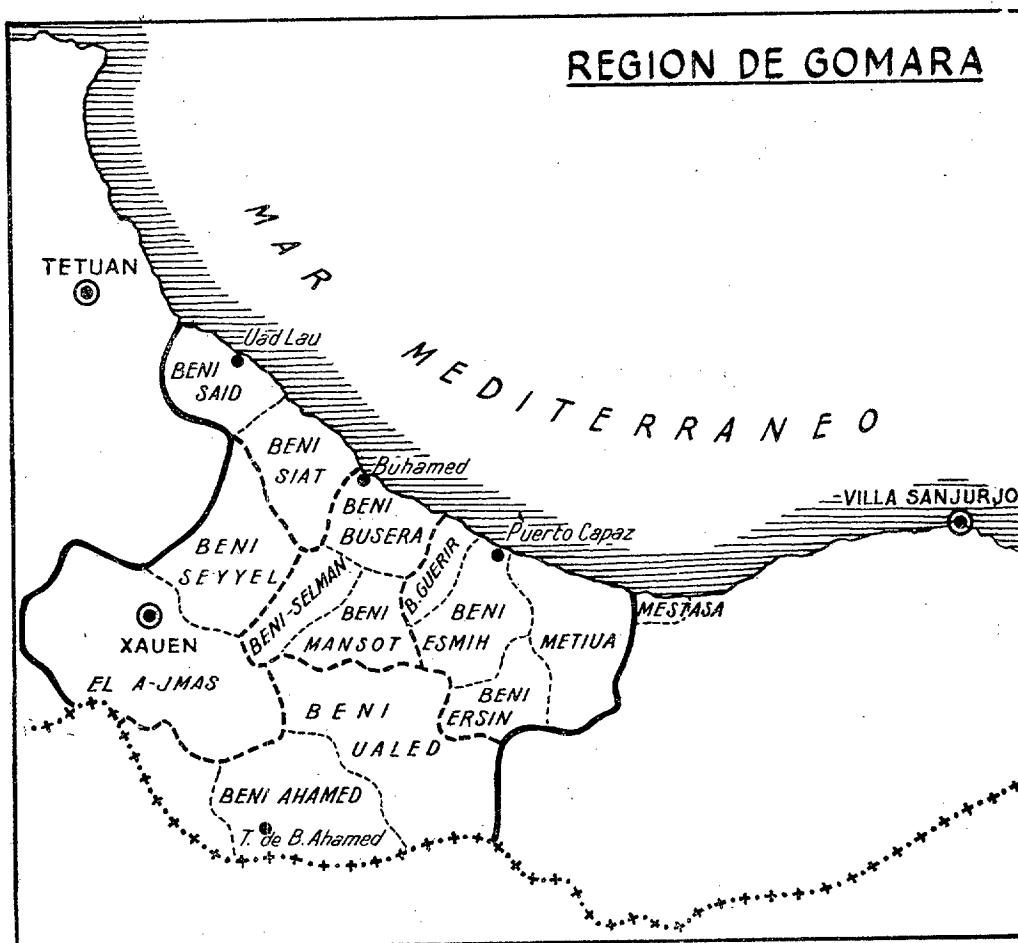 REGION DE GOMARA
MAR
MEDITERRANEO
TETUAN
Uad Lau
BENI
SAID
BENI
SIAT
Buhamed
BENI
BUSERA
VILLA SANJURJO
Puerto Capaz
BENI
SEYYEL
BENI-SELMAN
B.GUERIR
BENI
MANSOT
BENI
ESMIH
METIUA
MESTASA
XAUEN
EL A-JMAS
BENI
UALED
BENI
ERSIN
BENI AHAMED
T. de B. Ahamed